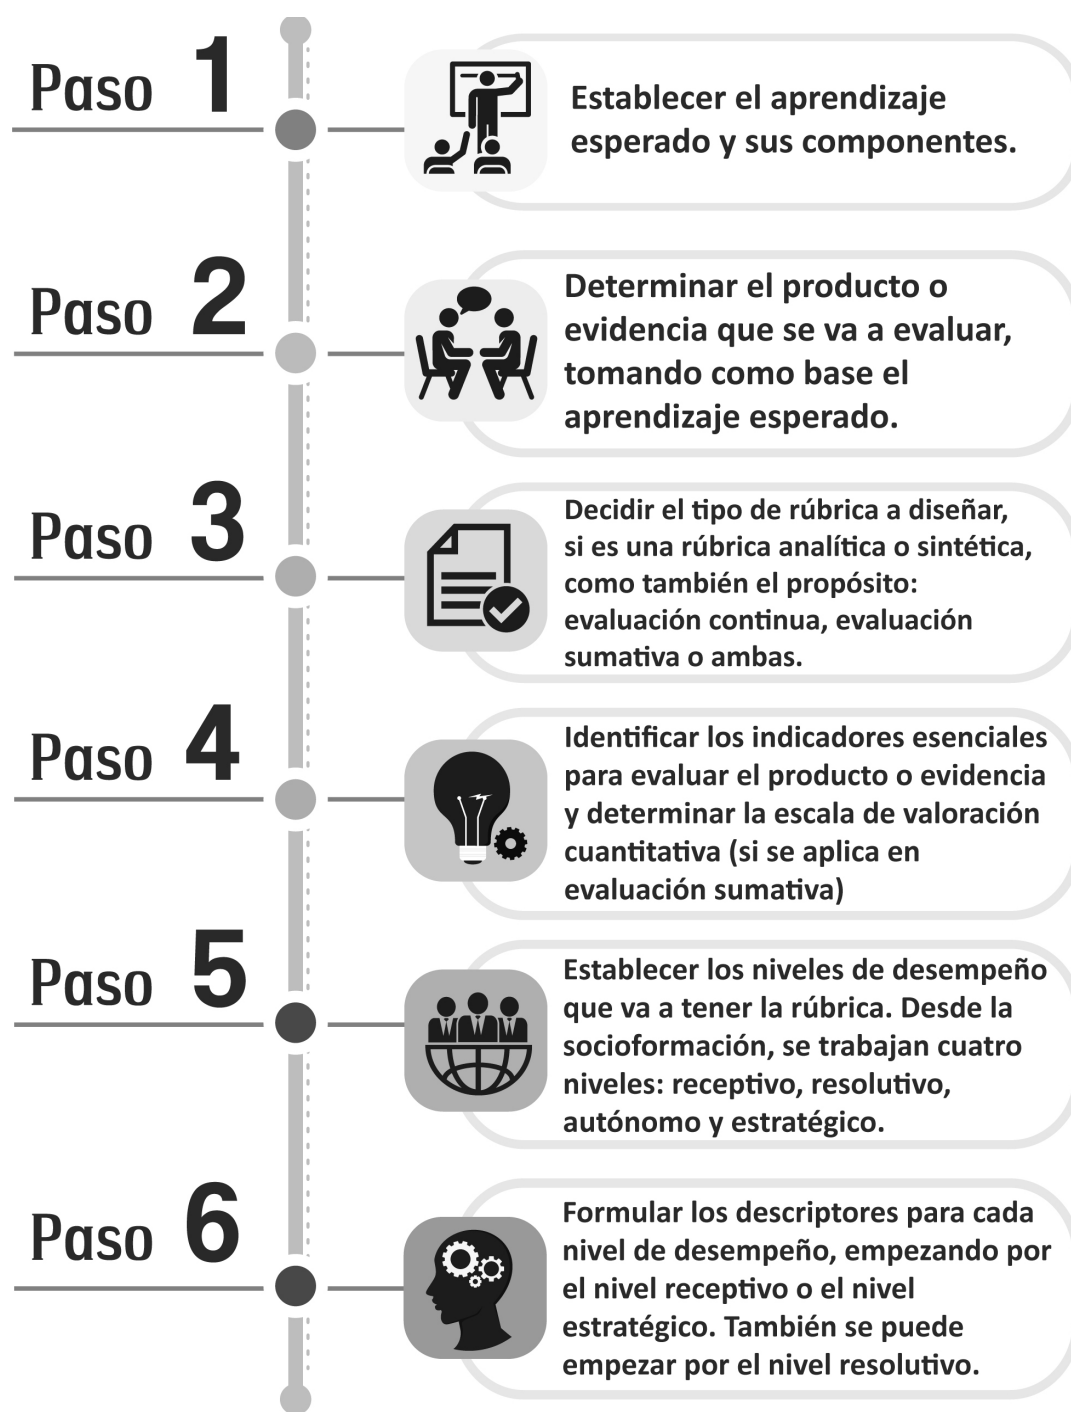 Paso 1
Establecer el aprendizaje
esperado y sus componentes.
Paso 2
Determinar el producto o
evidencia que se va a evaluar,
tomando como base el
aprendizaje esperado.
Paso 3
Decidir el tipo de rúbrica a diseñar,
si es una rúbrica analítica o sintética,
como también el propósito:
evaluación continua, evaluación
sumativa o ambas.
Paso 4
Identificar los indicadores esenciales
para evaluar el producto o evidencia
y determinar la escala de valoración
cuantitativa (si se aplica en
evaluación sumativa)
Paso 5
Establecer los niveles de desempeño
que va a tener la rúbrica. Desde la
socioformación, se trabajan cuatro
niveles: receptivo, resolutivo,
autónomo y estratégico.
Paso 6
Formular los descriptores para cada
nivel de desempeño, empezando por
el nivel receptivo o el nivel
estratégico. También se puede
empezar por el nivel resolutivo.